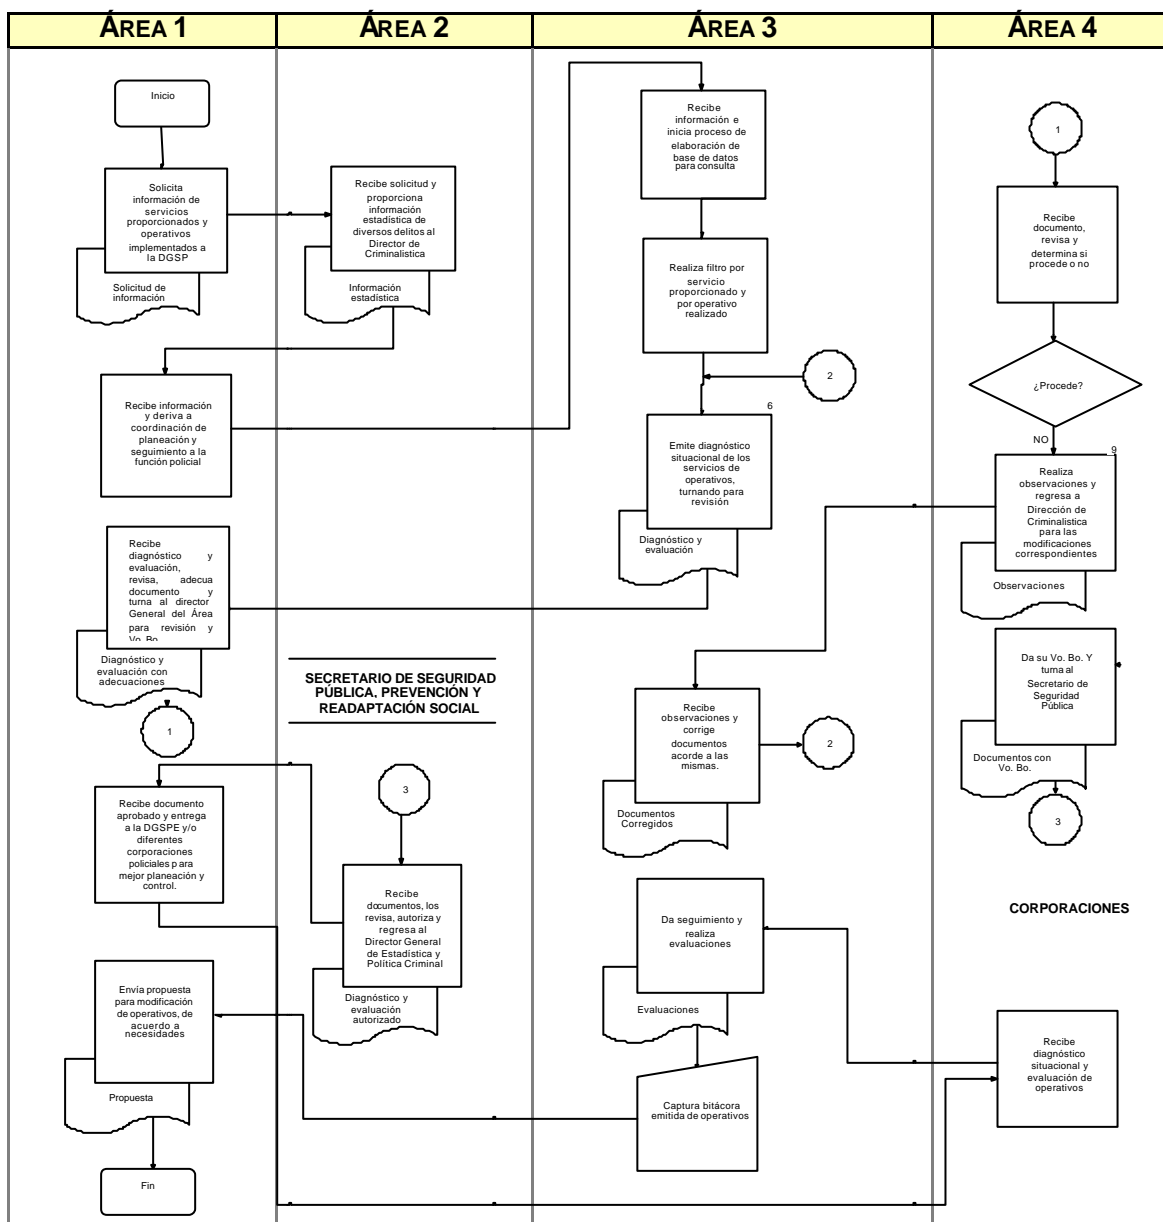 ÁREA 1
ÁREA 2
ÁREA 3
ÁREA 4
Inicio
Solicita
información de
servicios
proporcionados y
operativos
implementados a
la DGSP
Solicitud de
información
Recibe solicitud y
proporciona
información
estadística de
diversos delitos al
Director de
Criminalistica
Información
estadística
Recibe información
y deriva a
coordinación de
planeación y
seguimiento a la
función policial
Recibe
información e
inicia proceso de
elaboración de
base de datos
para consulta
Realiza filtro por
servicio
proporcionado y
por operativo
realizado
2
6
Emite diagnóstico
situacional de los
servicios de
operativos,
turnando para
revisión
Diagnóstico y
evaluación
Recibe
diagnóstico y
evaluación,
revisa, adecua
documento y
turna al director
General del Área
para revisión y
Vo. Bo.
Diagnóstico y
evaluación con
adecuaciones
1
1
Recibe
documento,
revisa y
determina si
procede o no
¿Procede?
NO
9
Realiza
observaciones y
regresa a
Dirección de
Criminalistica
para las
modificaciones
correspondientes
Observaciones
Da su Vo. Bo. Y
turna al
Secretario de
Seguridad
Pública
Documentos con
Vo. Bo.
3
Recibe
observaciones y
corrige
documentos
acorde a las
mismas.
2
Documentos
Corregidos
SECRETARIO DE SEGURIDAD
PÚBLICA, PREVENCIÓN Y
READAPTACIÓN SOCIAL
3
Recibe
documentos, los
revisa, autoriza y
regresa al
Director General
de Estadística y
Política Criminal
Diagnóstico y
evaluación
autorizado
Recibe documento
aprobado y entrega
a la DGSPE y/o
diferentes
corporaciones
policiales p ara
mejor planeación y
control.
CORPORACIONES
Recibe
diagnóstico
situacional y
evaluación de
operativos
Da seguimiento y
realiza
evaluaciones
Evaluaciones
Captura bitácora
emitida de operativos
Envía propuesta
para modificación
de operativos, de
acuerdo a
necesidades
Propuesta
Fin